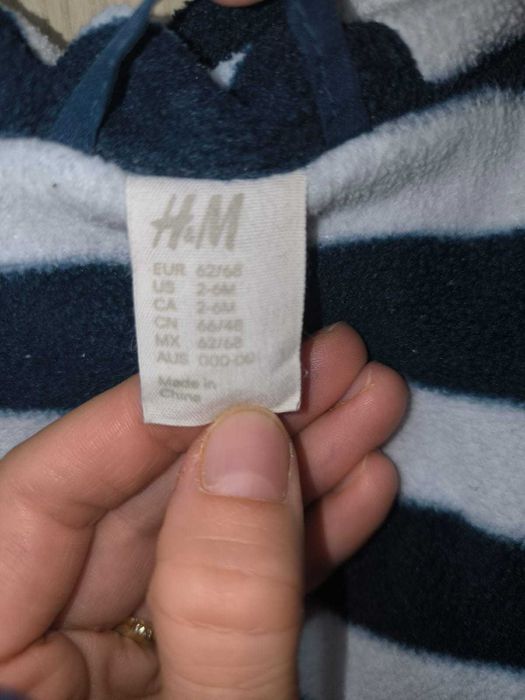 H&M
EUR 62/68
US 2-6M
CA 2-6M
CN 66/48
MX 62/68
AUS 000-00
Made in
China